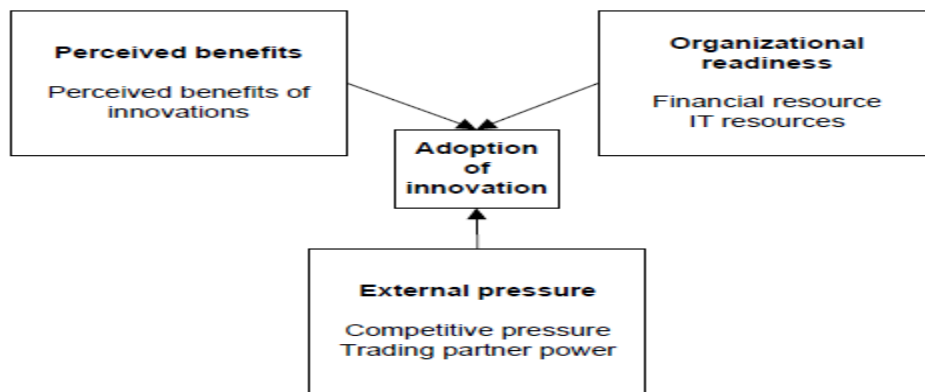 Perceived benefits
Perceived benefits of
innovations
Organizational
readiness
Financial resource
IT resources
Adoption
of
innovation
External pressure
Competitive pressure
Trading partner power